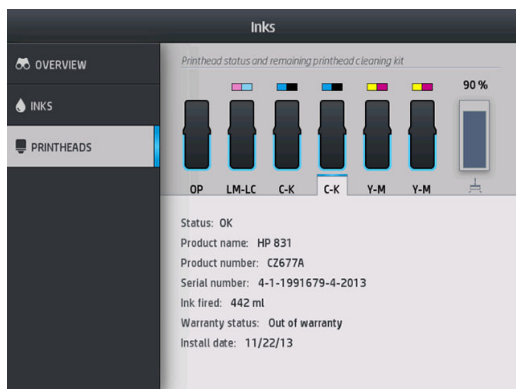 Inks
OVERVIEW
INKS
PRINTHEADS
Printhead status and remaining printhead cleaning kit
90 %
OP LM-LC C-K C-K Y-M Y-M
Status: OK
Product name: HP 831
Product number: CZ677A
Serial number: 4-1-1991679-4-2013
Ink fired: 442 ml
Warranty status: Out of warranty
Install date: 11/22/13